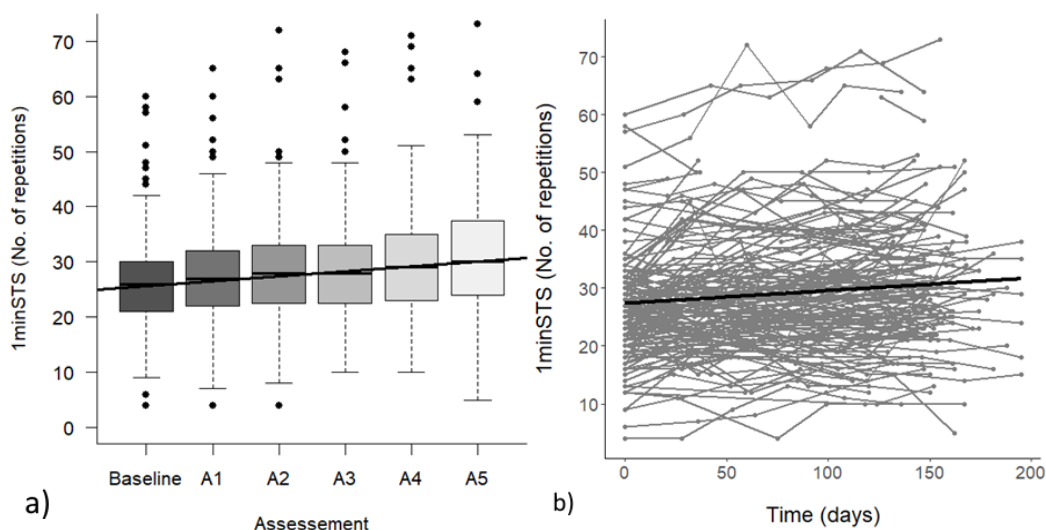 70
60
50
40
30
20
10
0
1minSTS (No. of repetitions)
Baseline A1 A2 A3 A4 A5
Assessement
a)
70
60
50
40
30
20
10
1minSTS (No. of repetitions)
0 50 100 150 200
Time (days)
b)